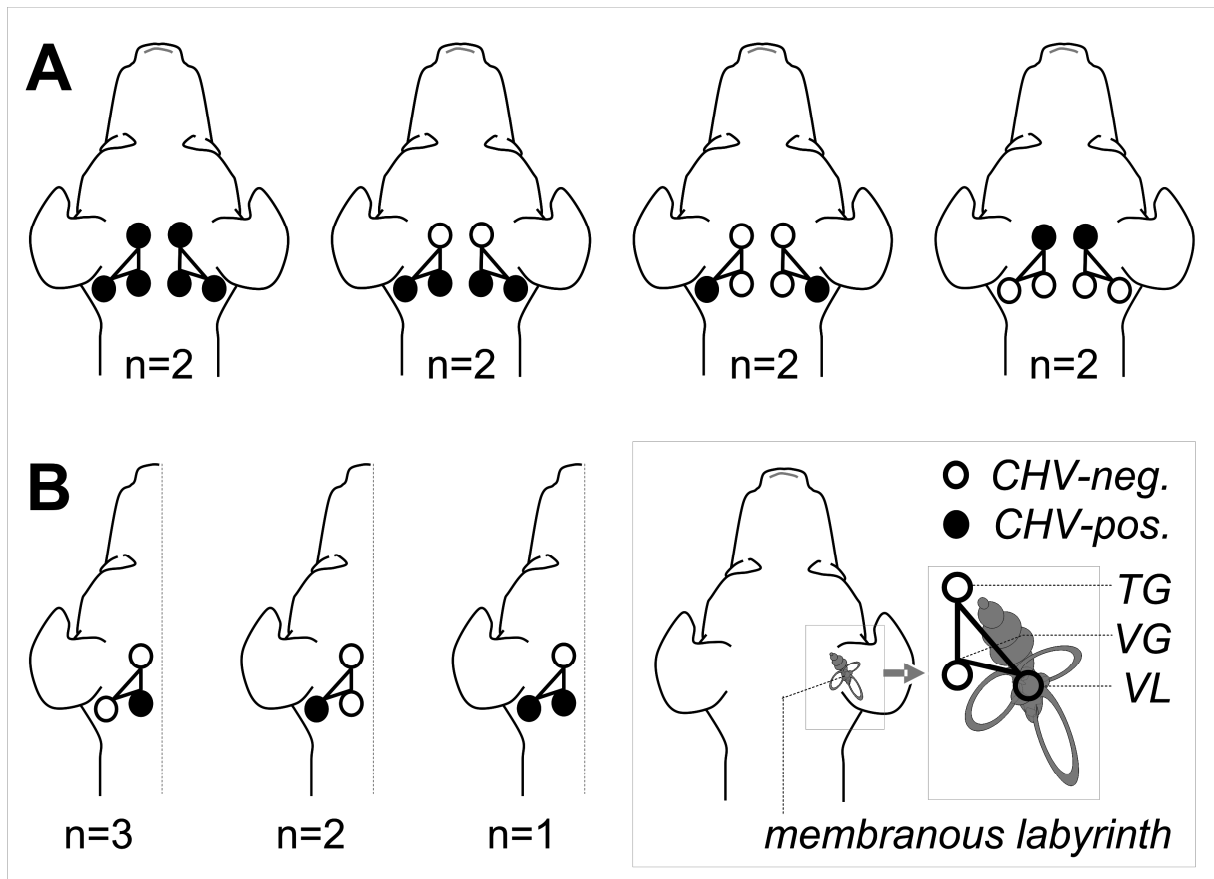 A
n=2
n=2
n=2
n=2
B
n=3
n=2
n=1
CHV-neg.
CHV-pos.
TG
VG
VL
membranous labyrinth